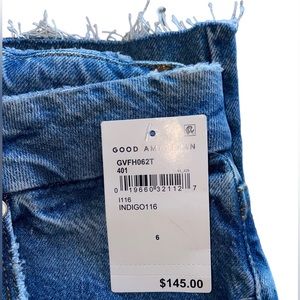 GOOD AMERICAN
GVFH062T
401
0 19660 32112 7
I116
INDIGO116
6
$145.00